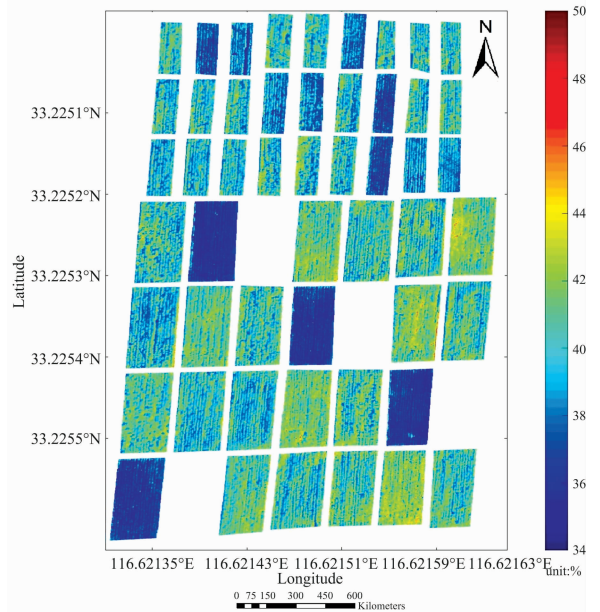 N
50
48
46
44
42
40
38
36
34
unit:%
33.2251°N
33.2252°N
33.2253°N
33.2254°N
33.2255°N
Latitude
116.62135°E 116.62143°E 116.62151°E 116.62159°E 116.62163°E
Longitude
0 75 150 300 450 600
Kilometers